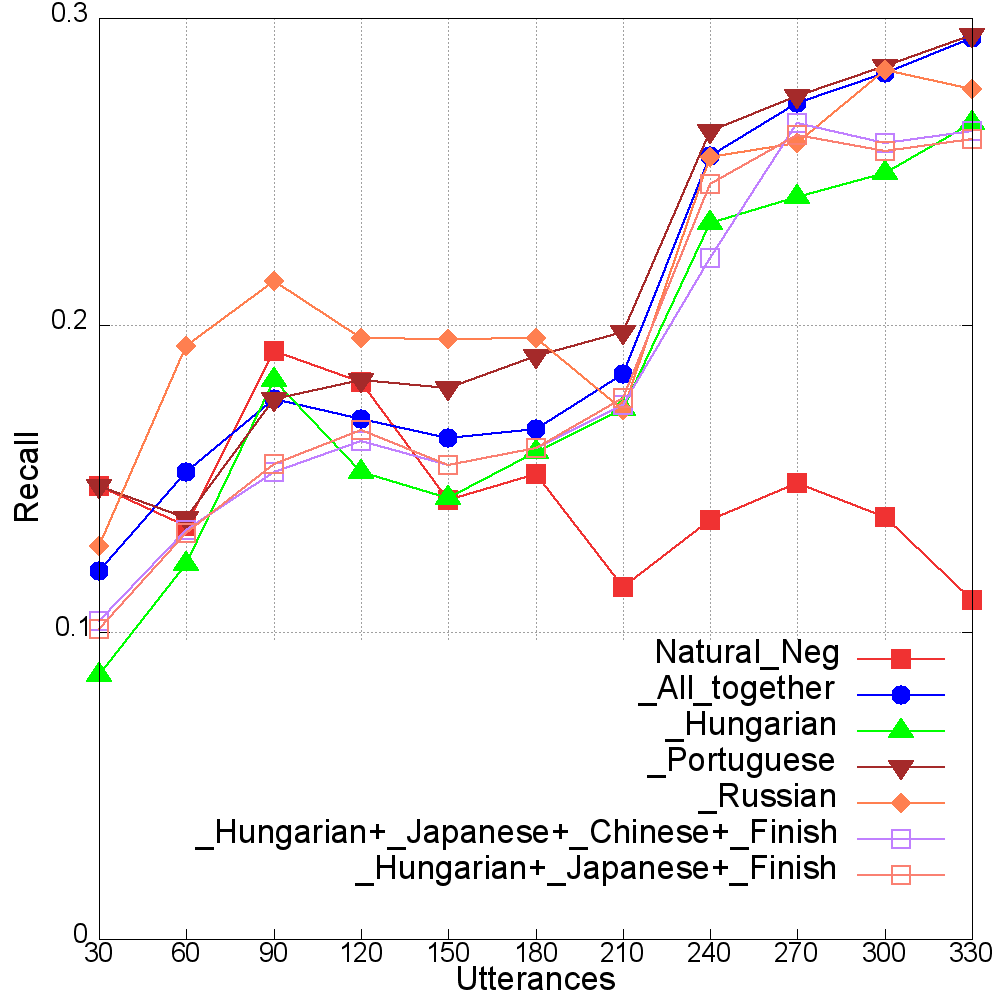 0.3
0.2
0.1
0
Recall
Natural_Neg
_All_together
_Hungarian
_Portuguese
_Russian
_Hungarian+_Japanese+_Chinese+_Finish
_Hungarian+_Japanese+_Finish
30 60 90 120 150 180 210 240 270 300 330
Utterances